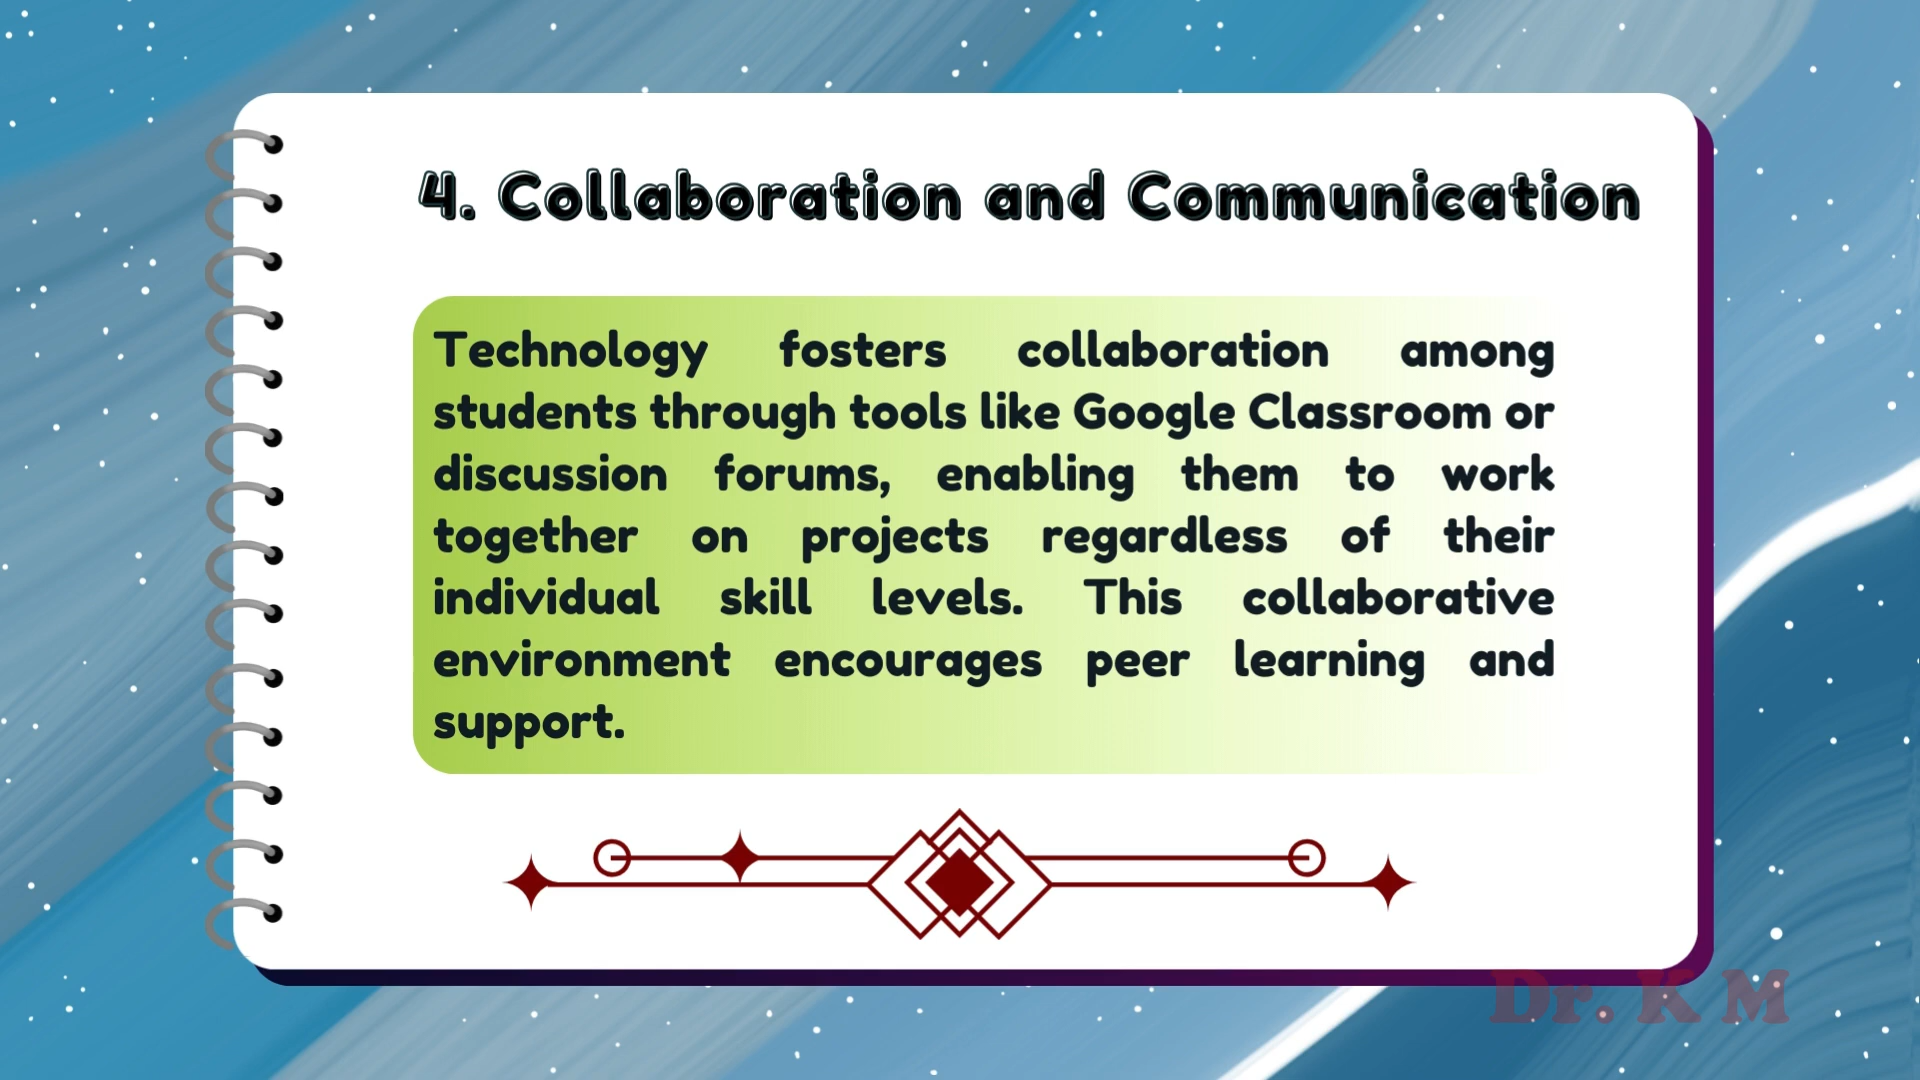 4. Collaboration and Communication
Technology fosters collaboration among
students through tools like Google Classroom or
discussion forums, enabling them to work
together on projects regardless of their
individual skill levels. This collaborative
environment encourages peer learning and
support.
Dr. K M